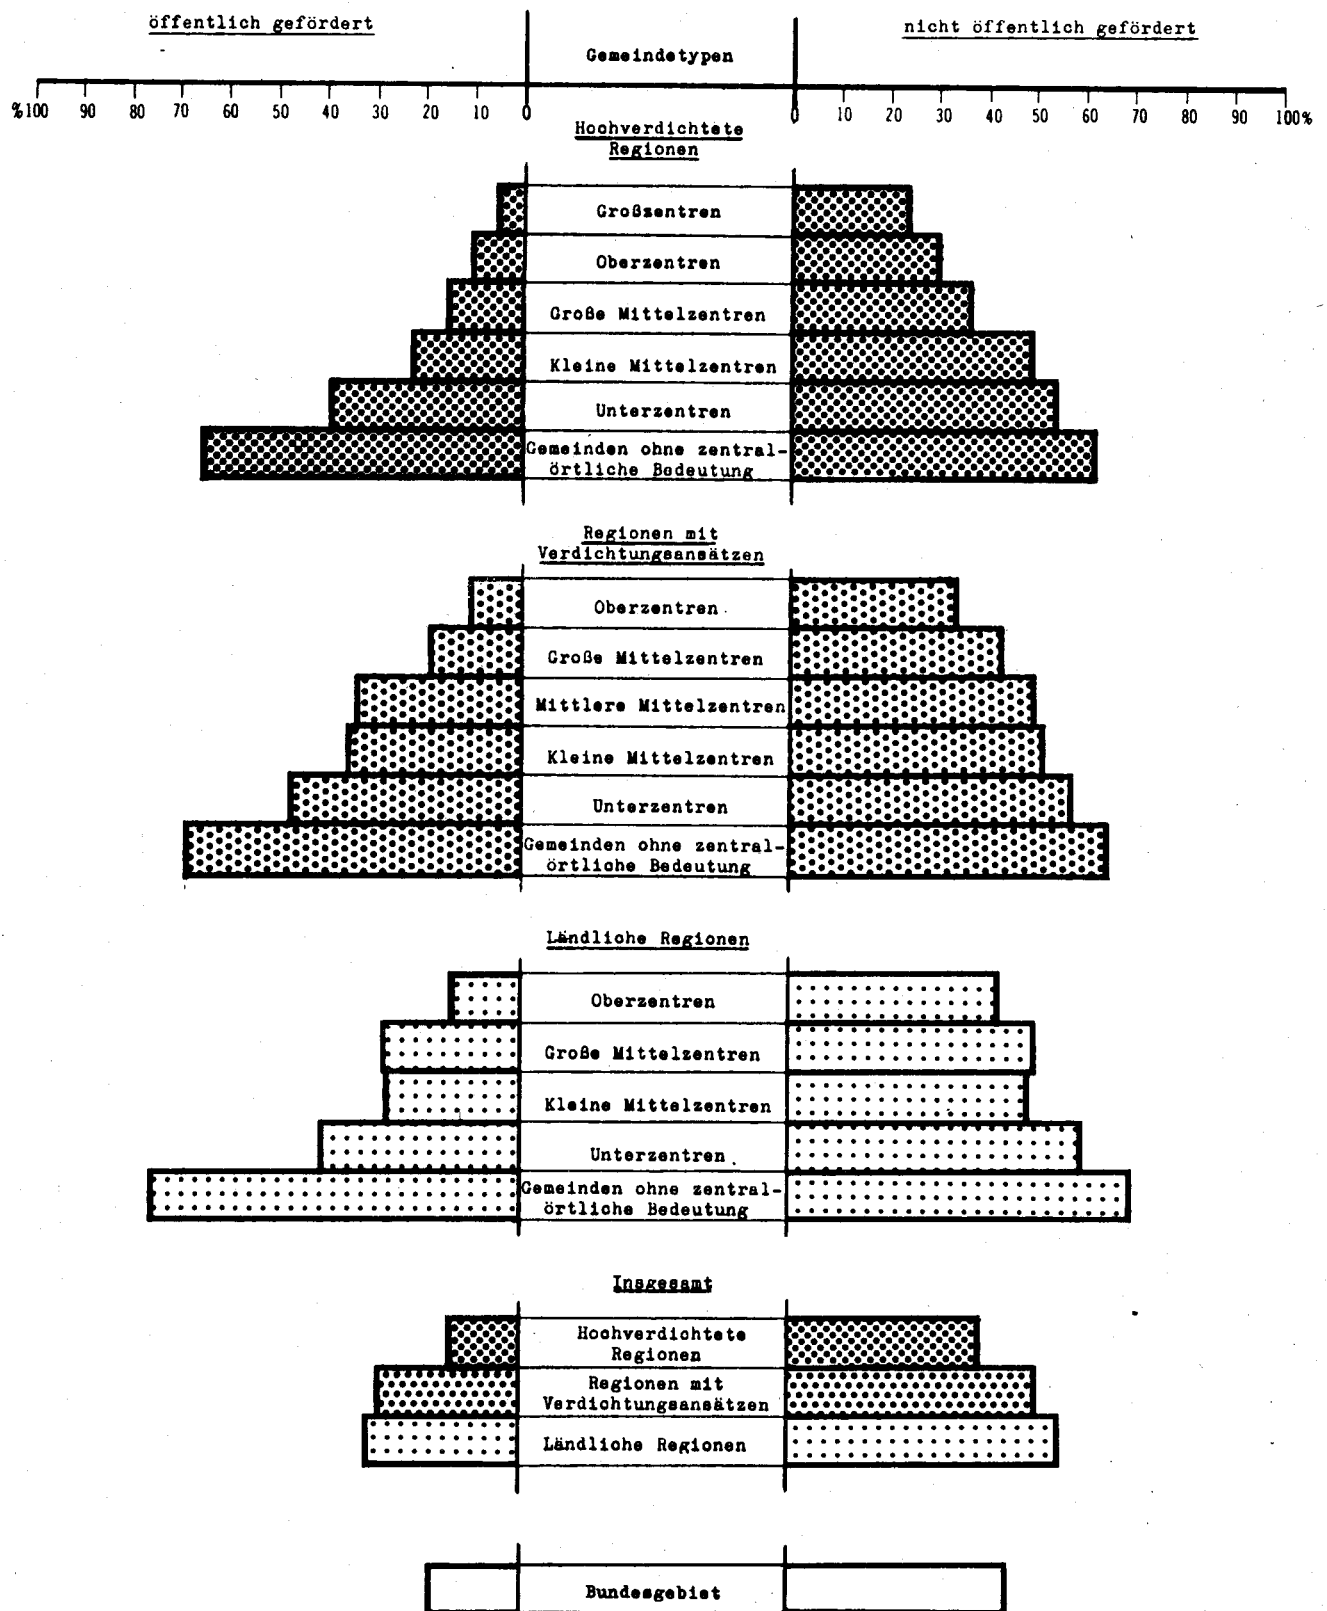 öffentlich gefördert
nicht öffentlich gefördert
Gemeindetypen
%100 90 80 70 60 50 40 30 20 10 0
0 10 20 30 40 50 60 70 80 90 100%
Hochverdichtete
Regionen
Großzentren
Oberzentren
Große Mittelzentren
Kleine Mittelzentren
Unterzentren
Gemeinden ohne zentral-
örtliche Bedeutung
Regionen mit
Verdichtungsansätzen
Oberzentren
Große Mittelzentren
Mittlere Mittelzentren
Kleine Mittelzentren
Unterzentren
Gemeinden ohne zentral-
örtliche Bedeutung
Ländliche Regionen
Oberzentren
Große Mittelzentren
Kleine Mittelzentren
Unterzentren
Gemeinden ohne zentral-
örtliche Bedeutung
Insgesamt
Hochverdichtete
Regionen
Regionen mit
Verdichtungsansätzen
Ländliche Regionen
Bundesgebiet